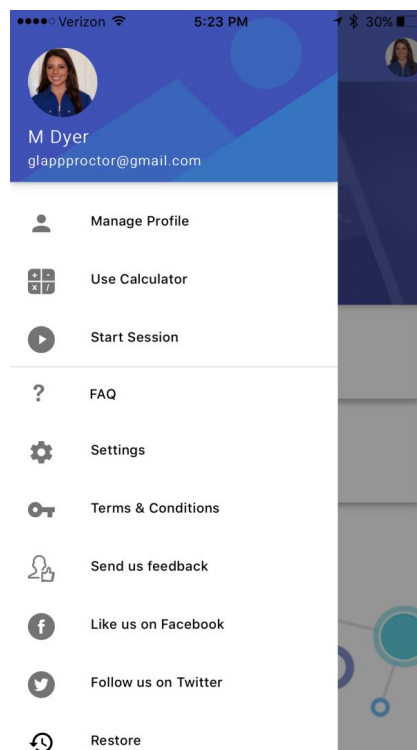 Verizon 5:23 PM 30%
M Dyer
glappproctor@gmail.com
Manage Profile
Use Calculator
Start Session
FAQ
Settings
Terms & Conditions
Send us feedback
Like us on Facebook
Follow us on Twitter
Restore